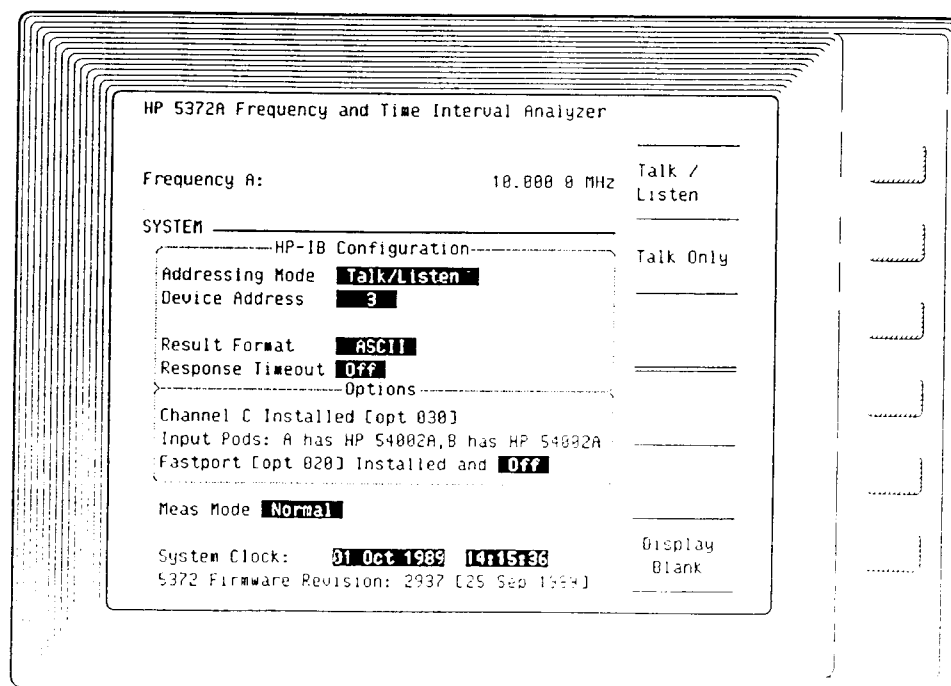 HP 5372A Frequency and Time Interval Analyzer
Frequency A: 10.000 0 MHz
Talk /
Listen
SYSTEM
HP-IB Configuration
Talk Only
Addressing Mode Talk/Listen
Device Address 3
Result Format ASCII
Response Timeout Off
Options
Channel C Installed [opt 030]
Input Pods: A has HP 54002A,B has HP 54002A
Fastport [opt 020] Installed and Off
Meas Mode Normal
Display
Blank
System Clock: 01 Oct 1989 14:15:36
5372 Firmware Revision: 2937 [25 Sep